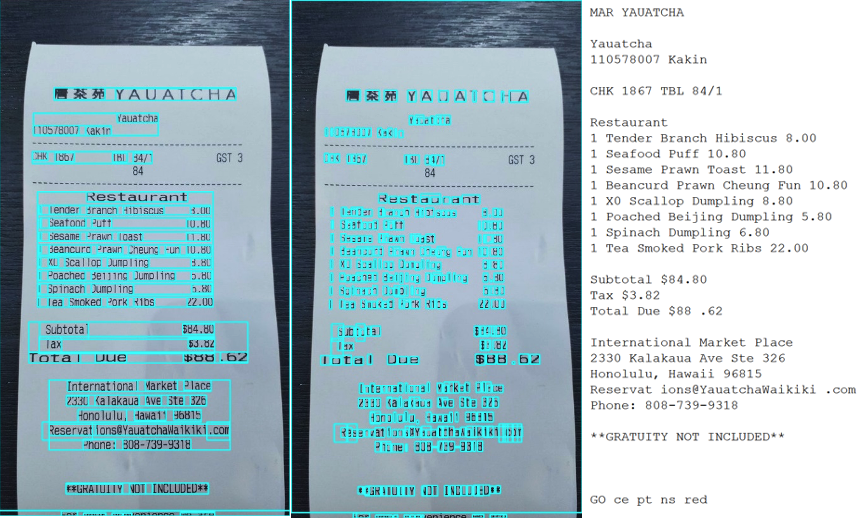 唐茶苑 YAUATCHA
Yauatcha
110578007 Kakin
CHK 1867 TBL 84/1 GST 3
84
Restaurant
1 Tender Branch Hibiscus 8.00
1 Seafood Puff 10.80
1 Sesame Prawn Toast 11.80
1 Beancurd Prawn Cheung Fun 10.80
1 XO Scallop Dumpling 8.80
1 Poached Beijing Dumpling 5.80
1 Spinach Dumpling 6.80
1 Tea Smoked Pork Ribs 22.00
Subtotal $84.80
Tax $3.82
Total Due $88.62
International Market Place
2330 Kalakaua Ave Ste 326
Honolulu, Hawaii 96815
Reservations@YauatchaWaikiki.com
Phone: 808-739-9318
**GRATUITY NOT INCLUDED**
唐茶苑 YAUATCHA
Yauatcha
110578007 Kakin
CHK 1867 TBL 84/1 GST 3
84
Restaurant
1 Tender Branch Hibiscus 8.00
1 Seafood Puff 10.80
1 Sesame Prawn Toast 11.80
1 Beancurd Prawn Cheung Fun 10.80
1 XO Scallop Dumpling 8.80
1 Poached Beijing Dumpling 5.80
1 Spinach Dumpling 6.80
1 Tea Smoked Pork Ribs 22.00
Subtotal $84.80
Tax $3.82
Total Due $88.62
International Market Place
2330 Kalakaua Ave Ste 326
Honolulu, Hawaii 96815
Reservations@YauatchaWaikiki.com
Phone: 808-739-9318
**GRATUITY NOT INCLUDED**
MAR YAUATCHA
Yauatcha
110578007 Kakin
CHK 1867 TBL 84/1
Restaurant
1 Tender Branch Hibiscus 8.00
1 Seafood Puff 10.80
1 Sesame Prawn Toast 11.80
1 Beancurd Prawn Cheung Fun 10.80
1 XO Scallop Dumpling 8.80
1 Poached Beijing Dumpling 5.80
1 Spinach Dumpling 6.80
1 Tea Smoked Pork Ribs 22.00
Subtotal $84.80
Tax $3.82
Total Due $88 .62
International Market Place
2330 Kalakaua Ave Ste 326
Honolulu, Hawaii 96815
Reservat ions@YauatchaWaikiki .com
Phone: 808-739-9318
**GRATUITY NOT INCLUDED**
GO ce pt ns red